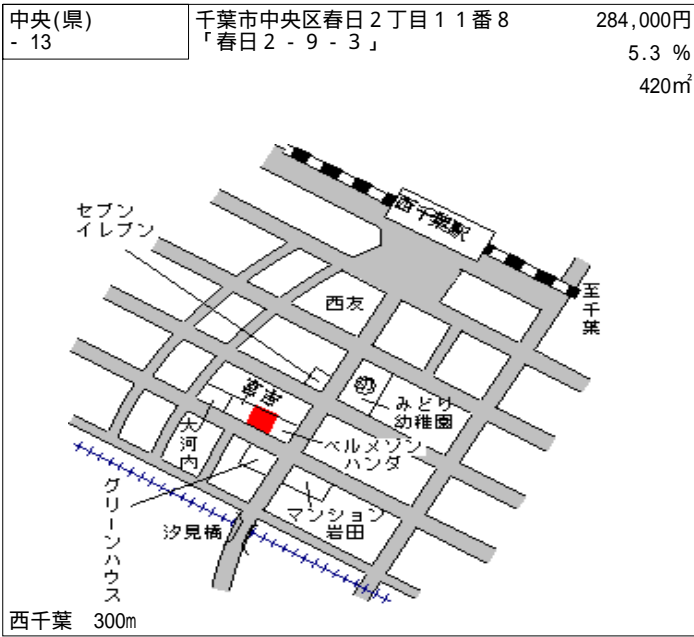 中央(県)
- 13
千葉市中央区春日２丁目１１番８
「春日２－９－３」
284,000円
5.3 %
420㎡
西千葉駅
至千葉
セブン
イレブン
西友
みどり
幼稚園
大河内
ベルメゾン
ハンダ
グリーンハウス
マンション
岩田
汐見橋
西千葉 300m